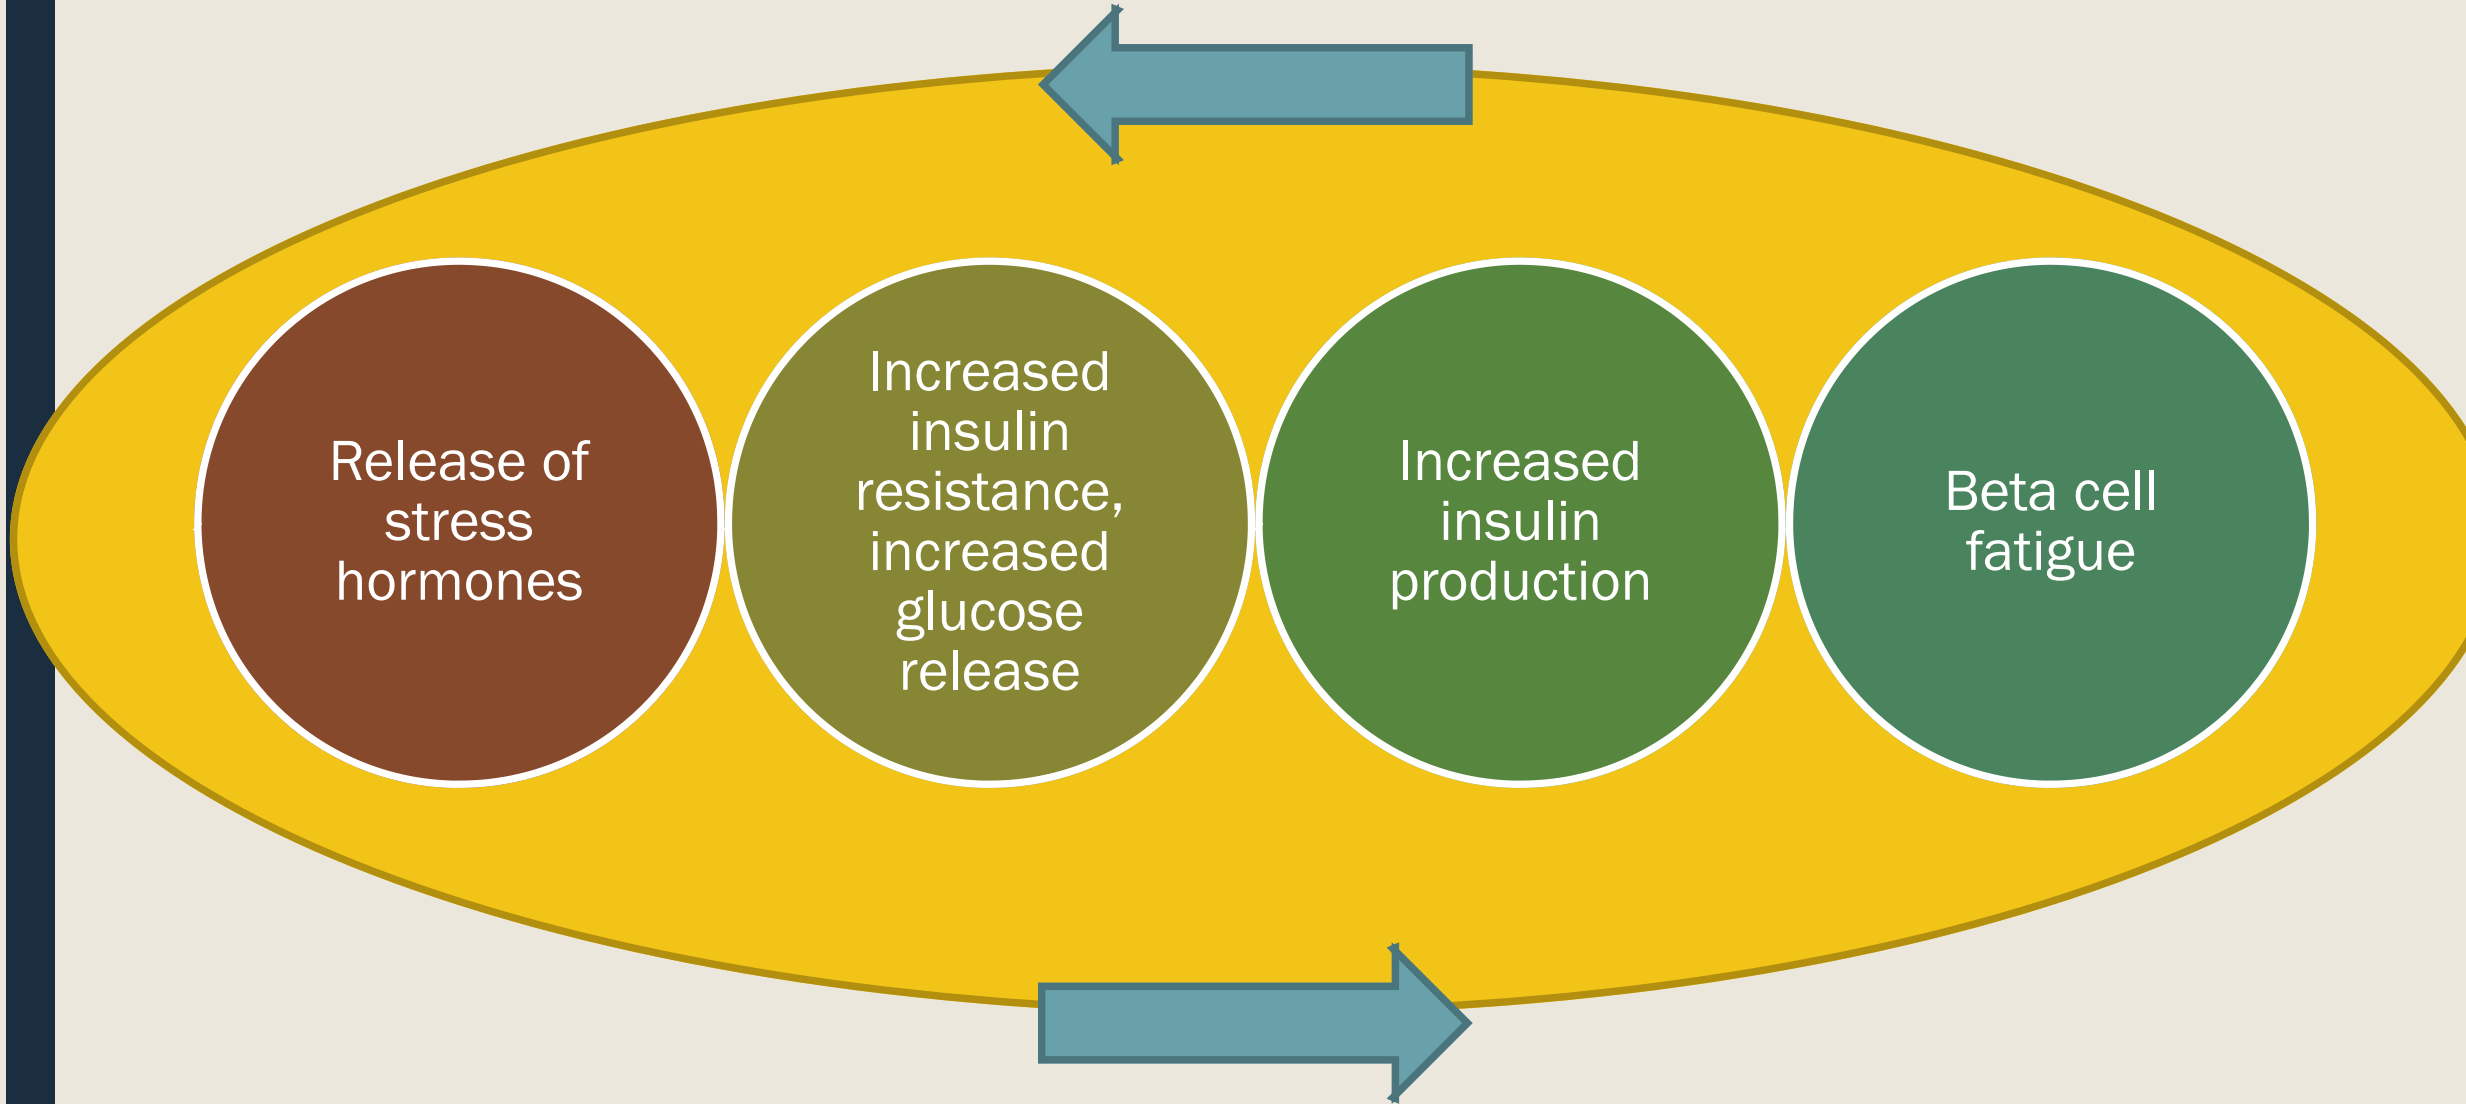 Release of
stress
hormones
Increased
insulin
resistance,
increased
glucose
release
Increased
insulin
production
Beta cell
fatigue